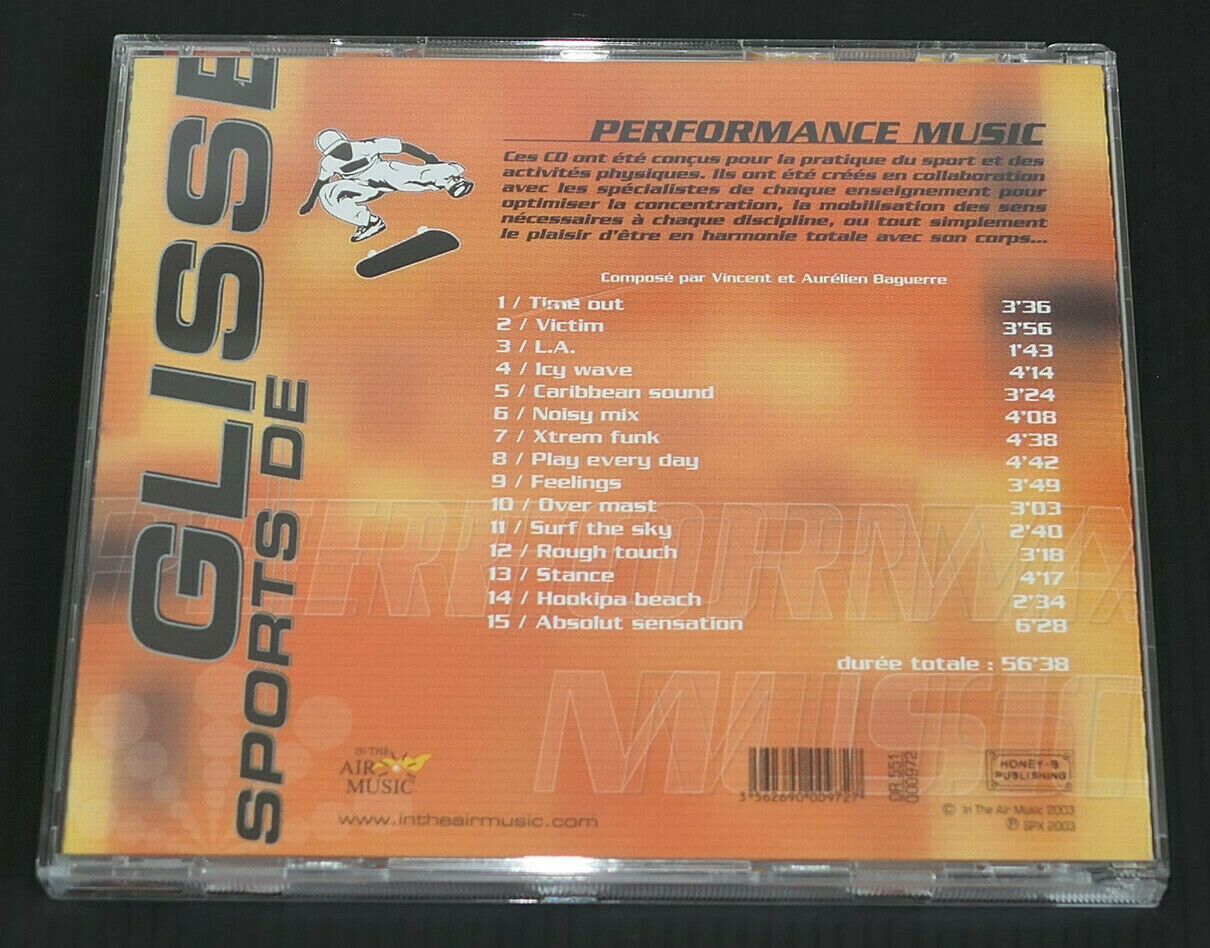 SPORTS DE
GLISSE
PERFORMANCE MUSIC
Ces CD ont été conçus pour la pratique du sport et des
activités physiques. Ils ont été créés en collaboration
avec les spécialistes de chaque enseignement pour
optimiser la concentration, la mobilisation des sens
nécessaires à chaque discipline, ou tout simplement
le plaisir d'être en harmonie totale avec son corps...
Composé par Vincent et Aurélien Baguerre
1 / Time out 3'36
2 / Victim 3'56
3 / L.A. 1'43
4 / Icy wave 4'14
5 / Caribbean sound 3'24
6 / Noisy mix 4'08
7 / Xtrem funk 4'38
8 / Play every day 4'42
9 / Feelings 3'49
10 / Over mast 3'03
11 / Surf the sky 2'40
12 / Rough touch 3'18
13 / Stance 4'17
14 / Hookipa beach 2'34
15 / Absolut sensation 6'28
durée totale : 56'38
IN THE
AIR
MUSIC
www.intheairmusic.com
3 562690 009727
OR 551
000972
HONEY-B
PUBLISHING
© In The Air Music 2003
℗ SPX 2003